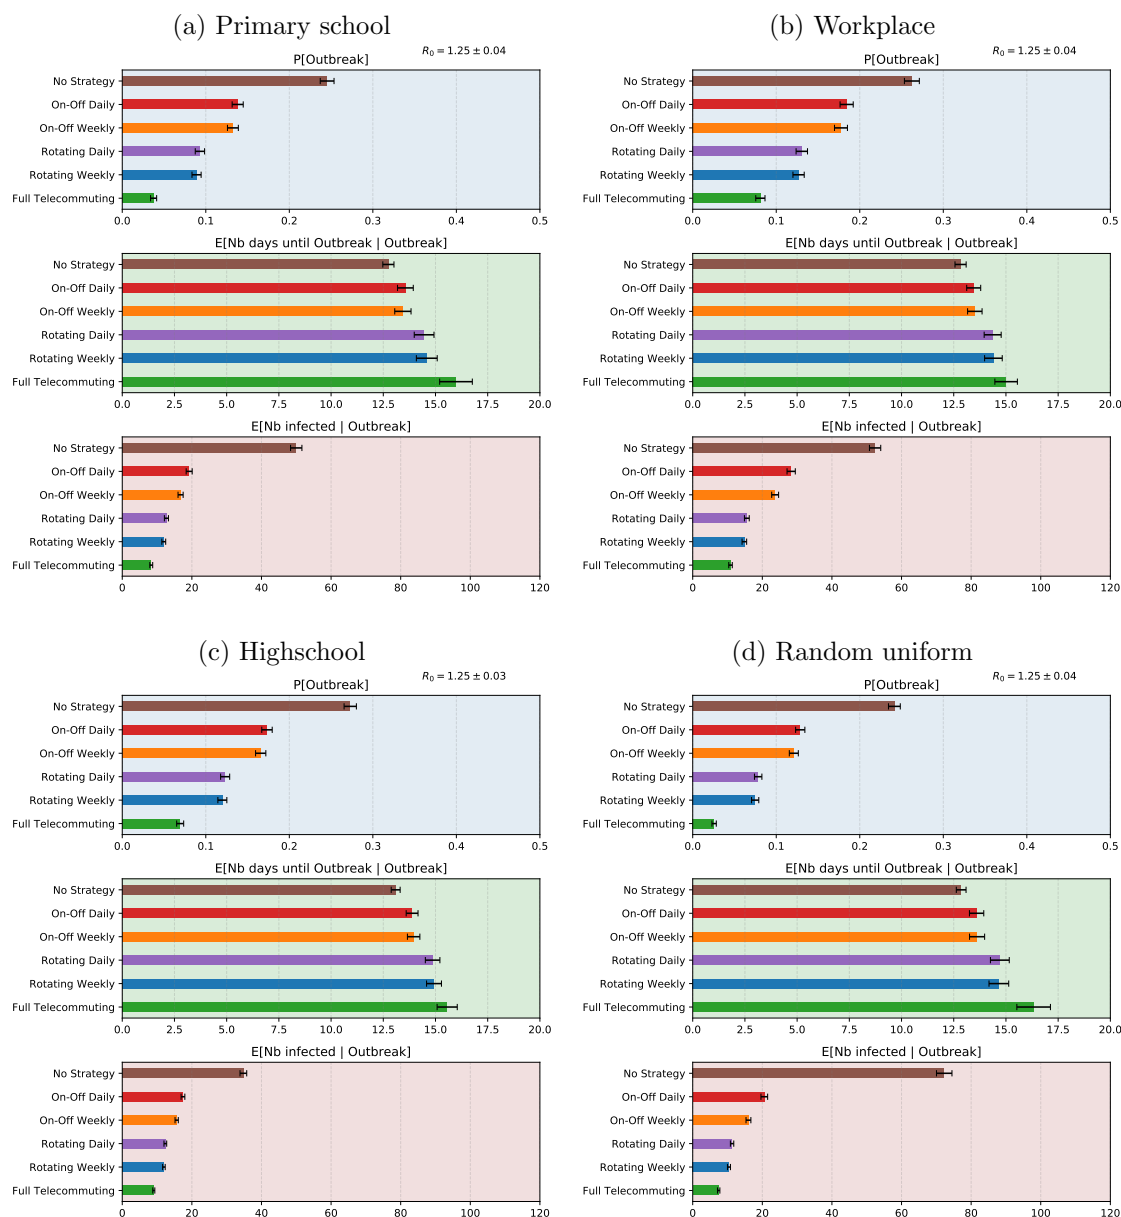 (a) Primary school
R₀ = 1.25 ± 0.04
P[Outbreak]
No Strategy
On-Off Daily
On-Off Weekly
Rotating Daily
Rotating Weekly
Full Telecommuting
0.0 0.1 0.2 0.3 0.4 0.5
E[Nb days until Outbreak | Outbreak]
No Strategy
On-Off Daily
On-Off Weekly
Rotating Daily
Rotating Weekly
Full Telecommuting
0.0 2.5 5.0 7.5 10.0 12.5 15.0 17.5 20.0
E[Nb infected | Outbreak]
No Strategy
On-Off Daily
On-Off Weekly
Rotating Daily
Rotating Weekly
Full Telecommuting
0 20 40 60 80 100 120
(b) Workplace
R₀ = 1.25 ± 0.04
P[Outbreak]
No Strategy
On-Off Daily
On-Off Weekly
Rotating Daily
Rotating Weekly
Full Telecommuting
0.0 0.1 0.2 0.3 0.4 0.5
E[Nb days until Outbreak | Outbreak]
No Strategy
On-Off Daily
On-Off Weekly
Rotating Daily
Rotating Weekly
Full Telecommuting
0.0 2.5 5.0 7.5 10.0 12.5 15.0 17.5 20.0
E[Nb infected | Outbreak]
No Strategy
On-Off Daily
On-Off Weekly
Rotating Daily
Rotating Weekly
Full Telecommuting
0 20 40 60 80 100 120
(c) Highschool
R₀ = 1.25 ± 0.03
P[Outbreak]
No Strategy
On-Off Daily
On-Off Weekly
Rotating Daily
Rotating Weekly
Full Telecommuting
0.0 0.1 0.2 0.3 0.4 0.5
E[Nb days until Outbreak | Outbreak]
No Strategy
On-Off Daily
On-Off Weekly
Rotating Daily
Rotating Weekly
Full Telecommuting
0.0 2.5 5.0 7.5 10.0 12.5 15.0 17.5 20.0
E[Nb infected | Outbreak]
No Strategy
On-Off Daily
On-Off Weekly
Rotating Daily
Rotating Weekly
Full Telecommuting
0 20 40 60 80 100 120
(d) Random uniform
R₀ = 1.25 ± 0.04
P[Outbreak]
No Strategy
On-Off Daily
On-Off Weekly
Rotating Daily
Rotating Weekly
Full Telecommuting
0.0 0.1 0.2 0.3 0.4 0.5
E[Nb days until Outbreak | Outbreak]
No Strategy
On-Off Daily
On-Off Weekly
Rotating Daily
Rotating Weekly
Full Telecommuting
0.0 2.5 5.0 7.5 10.0 12.5 15.0 17.5 20.0
E[Nb infected | Outbreak]
No Strategy
On-Off Daily
On-Off Weekly
Rotating Daily
Rotating Weekly
Full Telecommuting
0 20 40 60 80 100 120